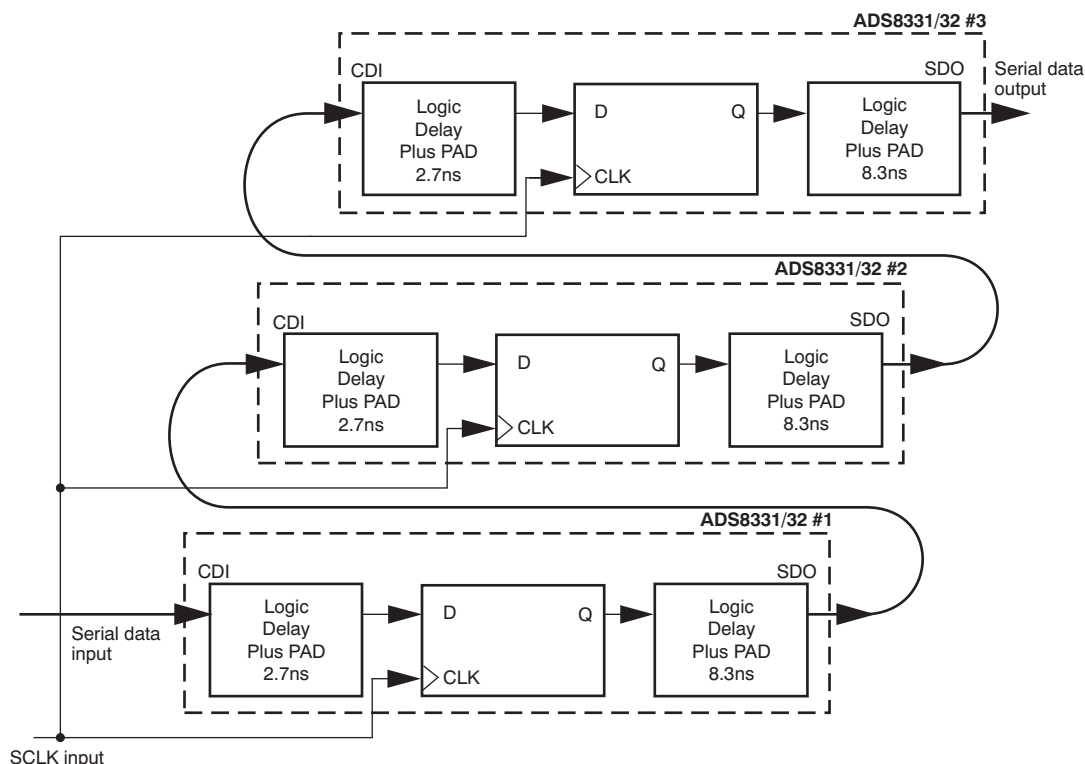 ADS8331/32 #3
CDI
SDO
Serial data
output
Logic
Delay
Plus PAD
2.7ns
D
Q
CLK
Logic
Delay
Plus PAD
8.3ns
ADS8331/32 #2
CDI
SDO
Logic
Delay
Plus PAD
2.7ns
D
Q
CLK
Logic
Delay
Plus PAD
8.3ns
ADS8331/32 #1
CDI
SDO
Serial data
input
Logic
Delay
Plus PAD
2.7ns
D
Q
CLK
Logic
Delay
Plus PAD
8.3ns
SCLK input